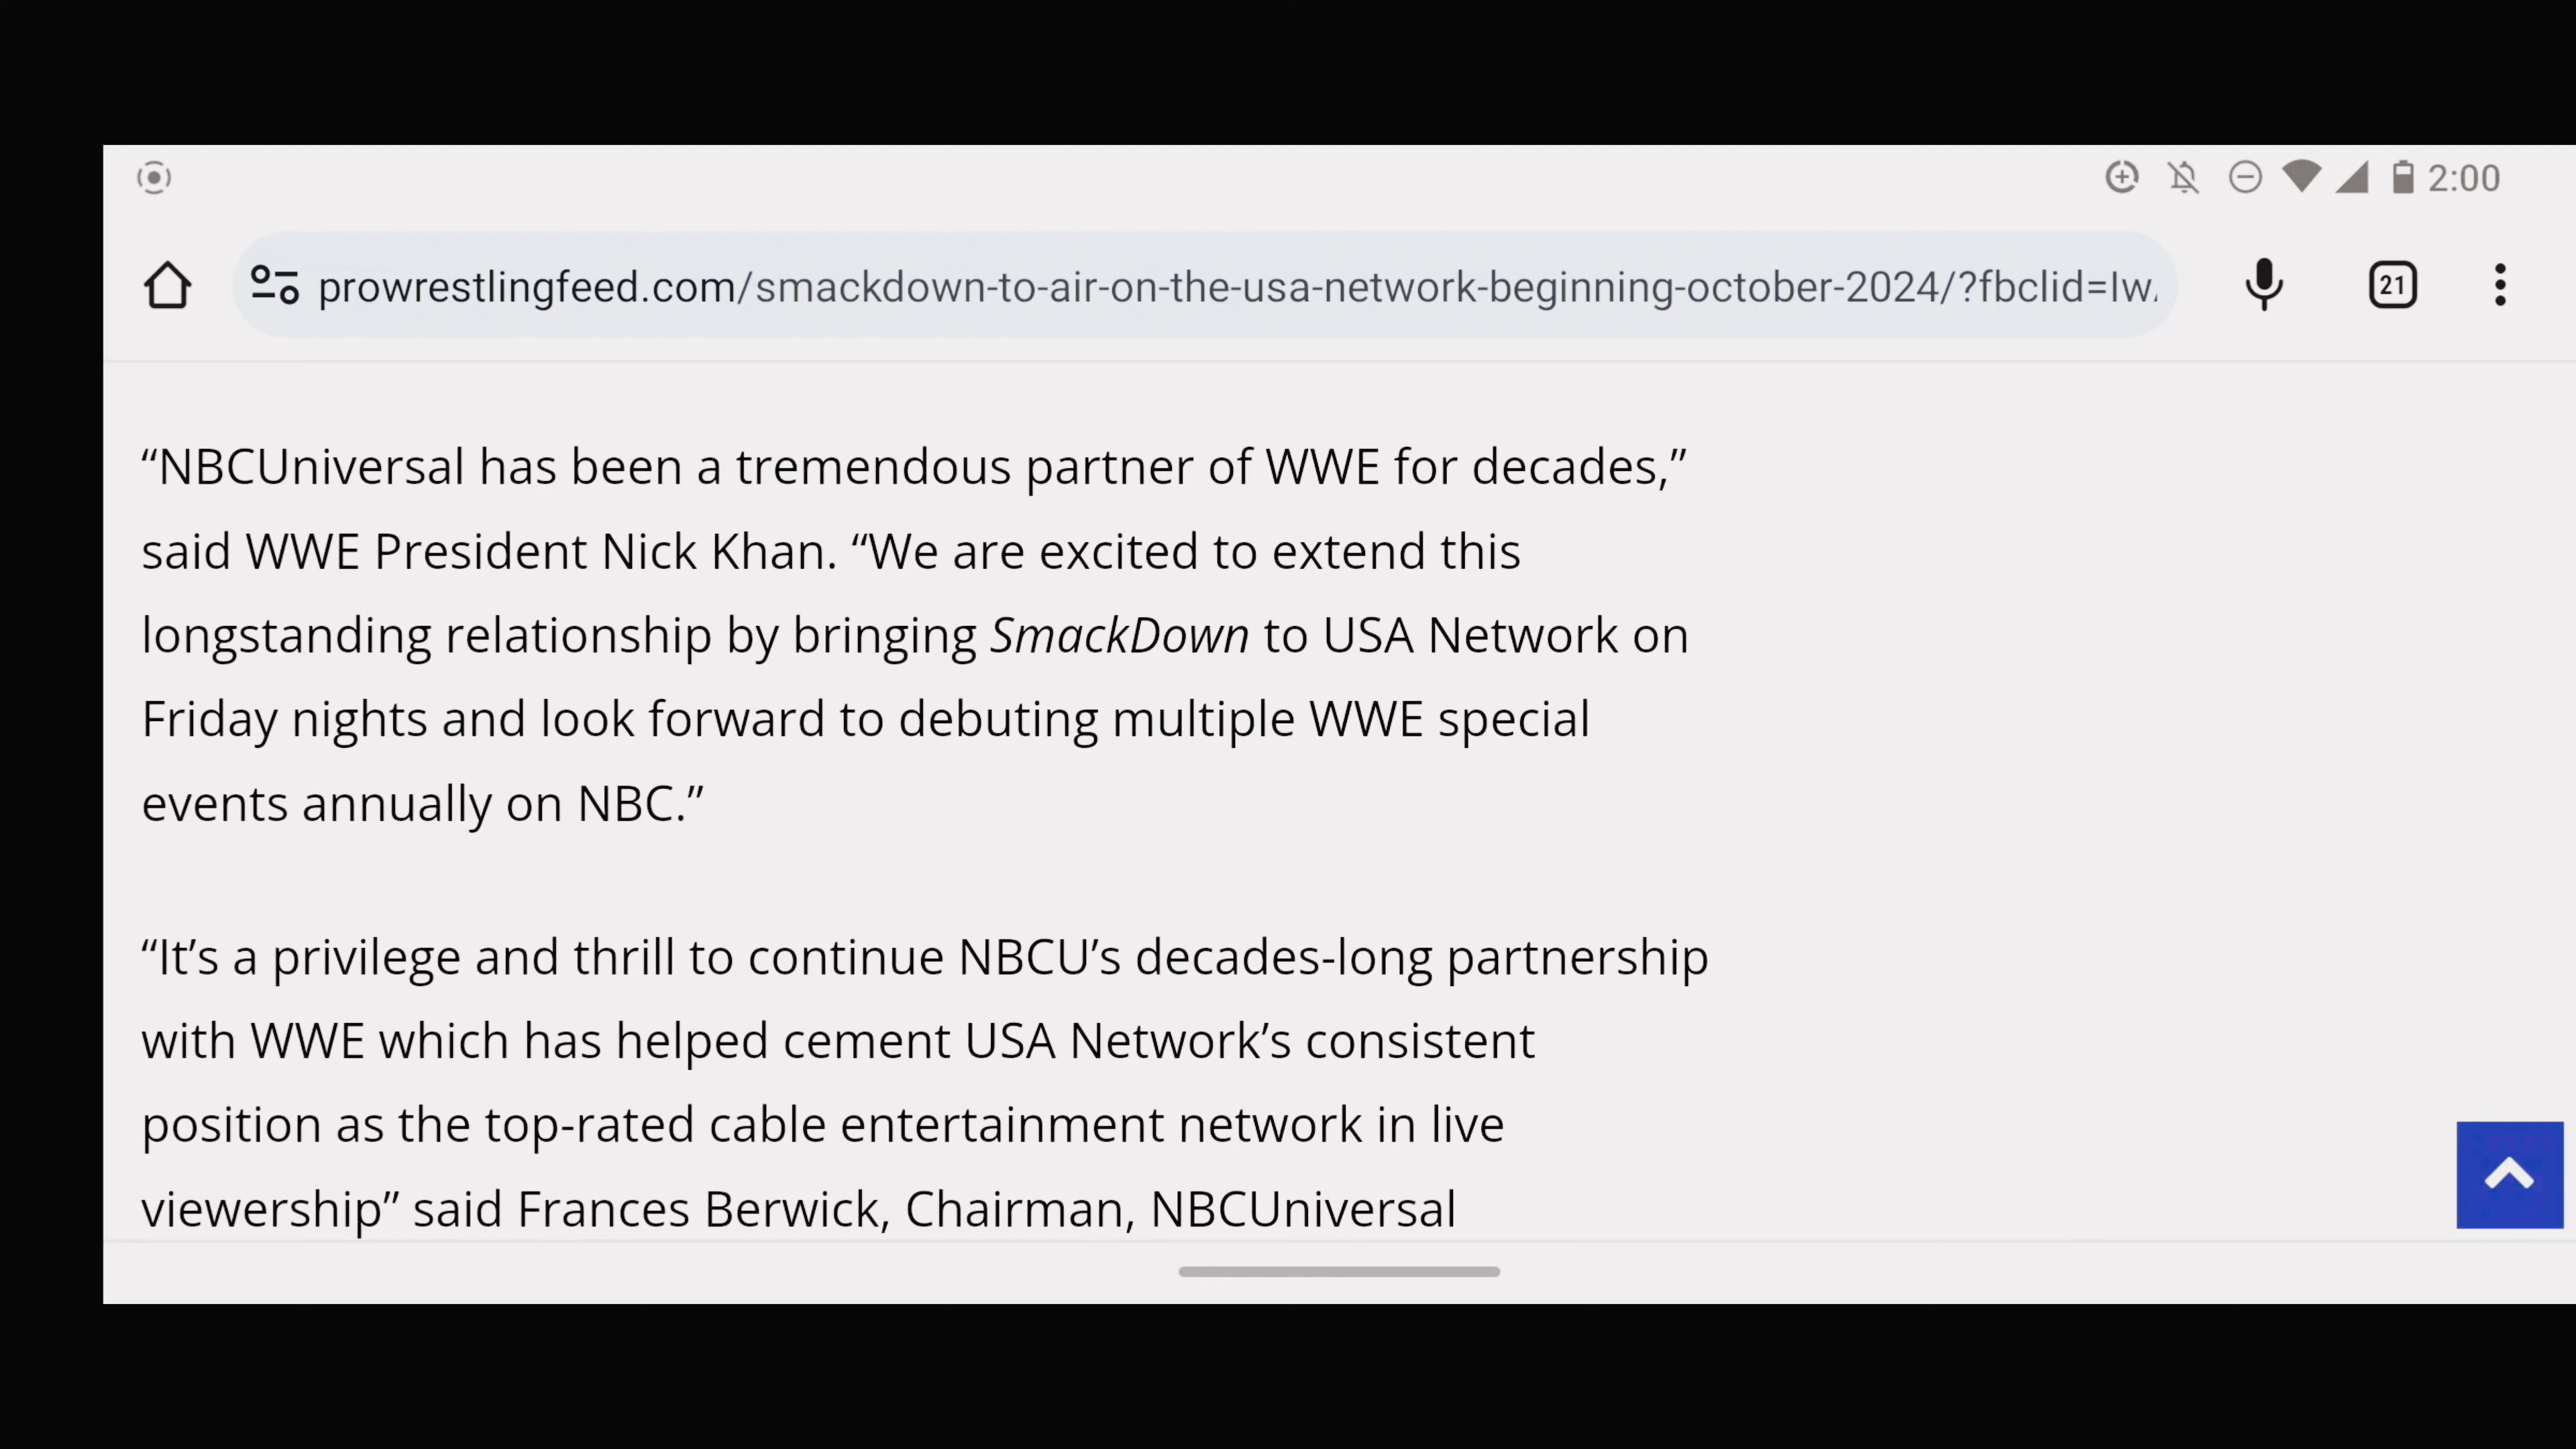 2:00
prowrestlingfeed.com/smackdown-to-air-on-the-usa-network-beginning-october-2024/?fbclid=Iw
21
“NBCUniversal has been a tremendous partner of WWE for decades,”
said WWE President Nick Khan. “We are excited to extend this
longstanding relationship by bringing SmackDown to USA Network on
Friday nights and look forward to debuting multiple WWE special
events annually on NBC.”
“It’s a privilege and thrill to continue NBCU’s decades-long partnership
with WWE which has helped cement USA Network’s consistent
position as the top-rated cable entertainment network in live
viewership” said Frances Berwick, Chairman, NBCUniversal